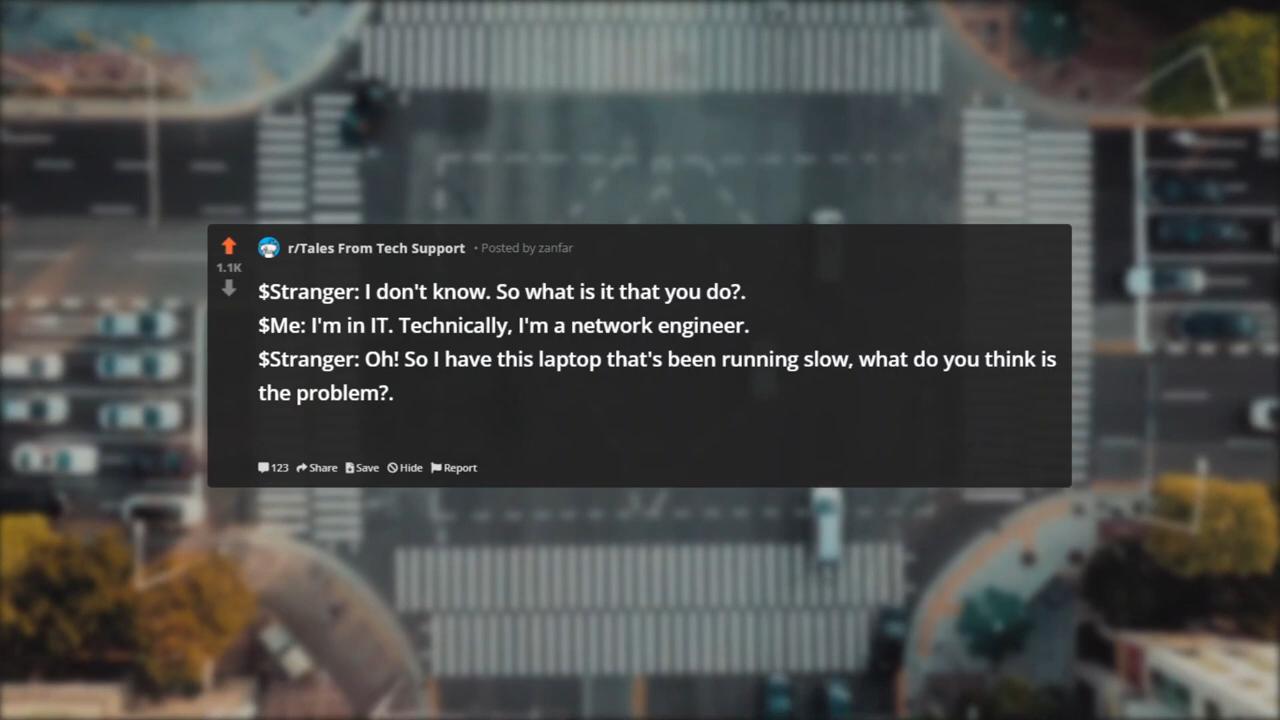 r/Tales From Tech Support • Posted by zanfar
1.1K
$Stranger: I don't know. So what is it that you do?.
$Me: I'm in IT. Technically, I'm a network engineer.
$Stranger: Oh! So I have this laptop that's been running slow, what do you think is
the problem?.
123 Share Save Hide Report